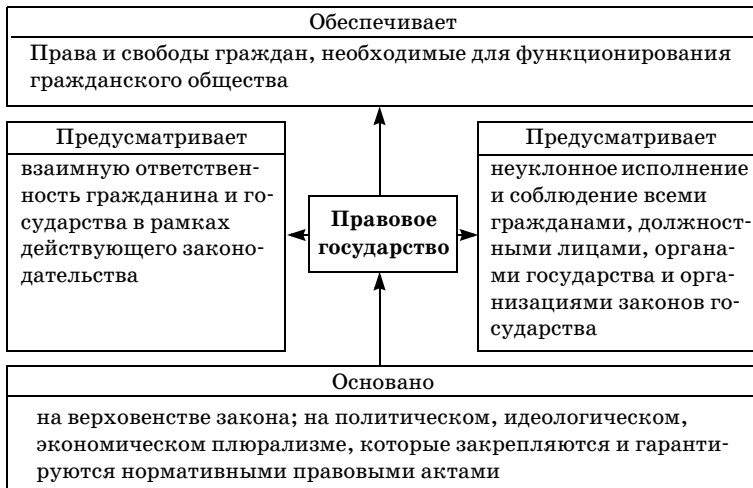 Обеспечивает
Права и свободы граждан, необходимые для функционирования
гражданского общества
Предусматривает
взаимную ответствен-
ность гражданина и го-
сударства в рамках
действующего законо-
дательства
Правовое
государство
Предусматривает
неуклонное исполнение
и соблюдение всеми
гражданами, должност-
ными лицами, органа-
ми государства и орга-
низациями законов го-
сударства
Основано
на верховенстве закона; на политическом, идеологическом,
экономическом плюрализме, которые закрепляются и гаранти-
руются нормативными правовыми актами